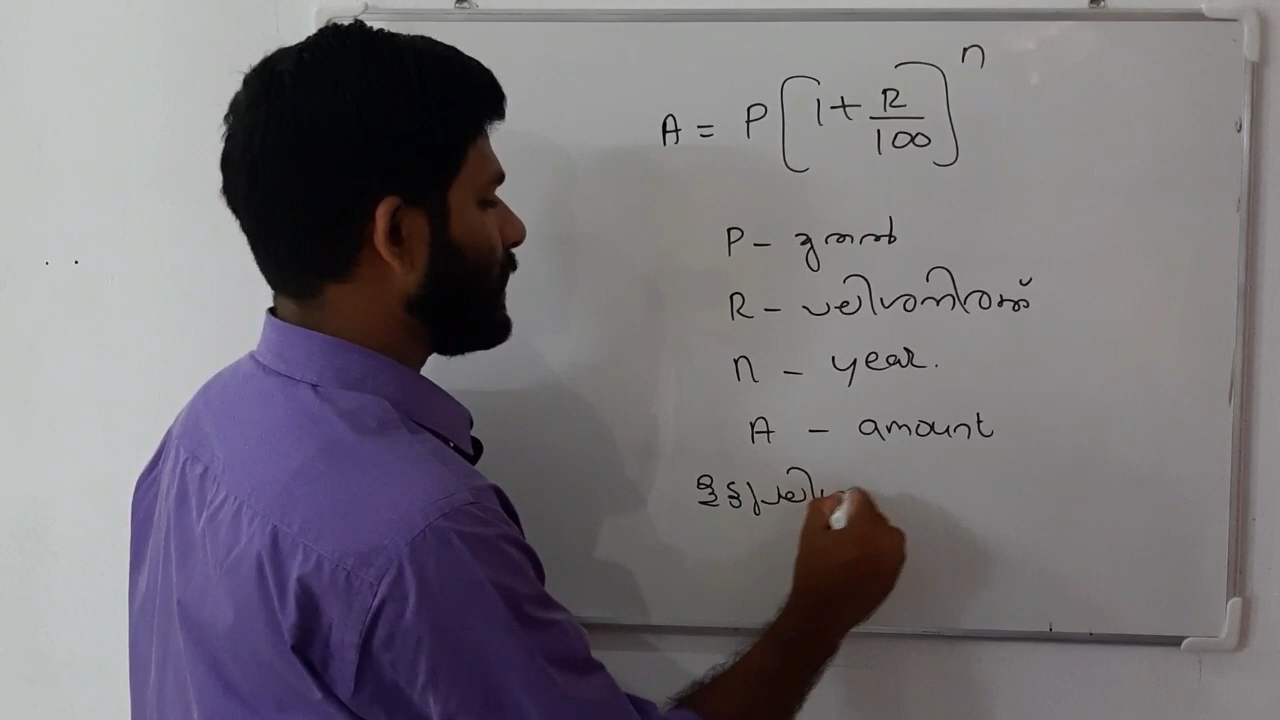 A = P [1 + R/100]^n
P - മുതൽ
R - പലിശനിരക്ക്
n - year.
A - amount